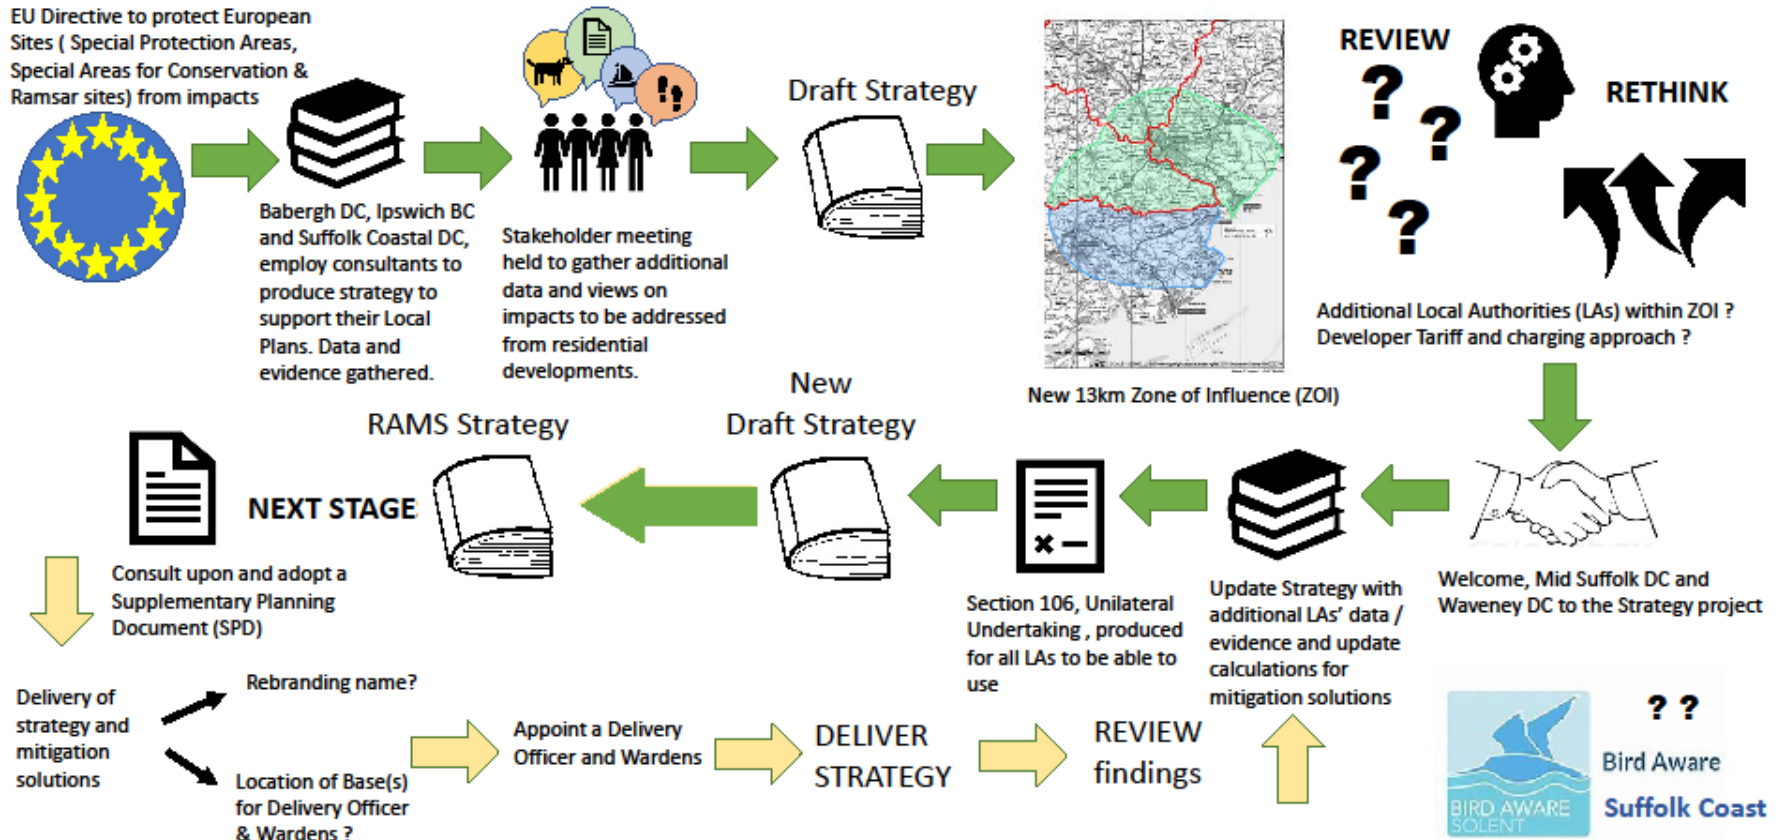 EU Directive to protect European
Sites ( Special Protection Areas,
Special Areas for Conservation &
Ramsar sites) from impacts
Babergh DC, Ipswich BC
and Suffolk Coastal DC,
employ consultants to
produce strategy to
support their Local
Plans. Data and
evidence gathered.
Stakeholder meeting
held to gather additional
data and views on
impacts to be addressed
from residential
developments.
Draft Strategy
New 13km Zone of Influence (ZOI)
REVIEW
? ? ? ?
RETHINK
Additional Local Authorities (LAs) within ZOI ?
Developer Tariff and charging approach ?
Welcome, Mid Suffolk DC and
Waveney DC to the Strategy project
Update Strategy with
additional LAs' data /
evidence and update
calculations for
mitigation solutions
Section 106, Unilateral
Undertaking , produced
for all LAs to be able to
use
New
Draft Strategy
RAMS Strategy
NEXT STAGE
Consult upon and adopt a
Supplementary Planning
Document (SPD)
Delivery of
strategy and
mitigation
solutions
Rebranding name?
Location of Base(s)
for Delivery Officer
& Wardens ?
Appoint a Delivery
Officer and Wardens
DELIVER
STRATEGY
REVIEW
findings
BIRD AWARE
SOLENT
? ?
Bird Aware
Suffolk Coast